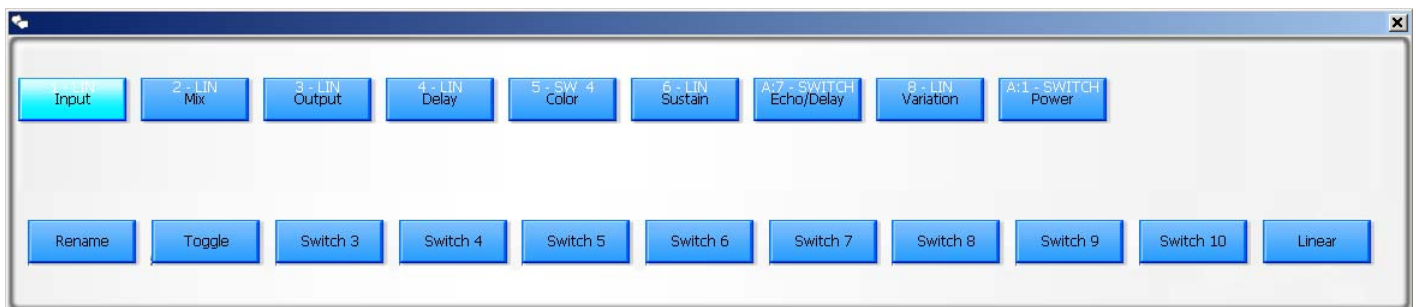 1 - LIN
Input
2 - LIN
Mix
3 - LIN
Output
4 - LIN
Delay
5 - SW 4
Color
6 - LIN
Sustain
A:7 - SWITCH
Echo/Delay
8 - LIN
Variation
A:1 - SWITCH
Power
Rename
Toggle
Switch 3
Switch 4
Switch 5
Switch 6
Switch 7
Switch 8
Switch 9
Switch 10
Linear